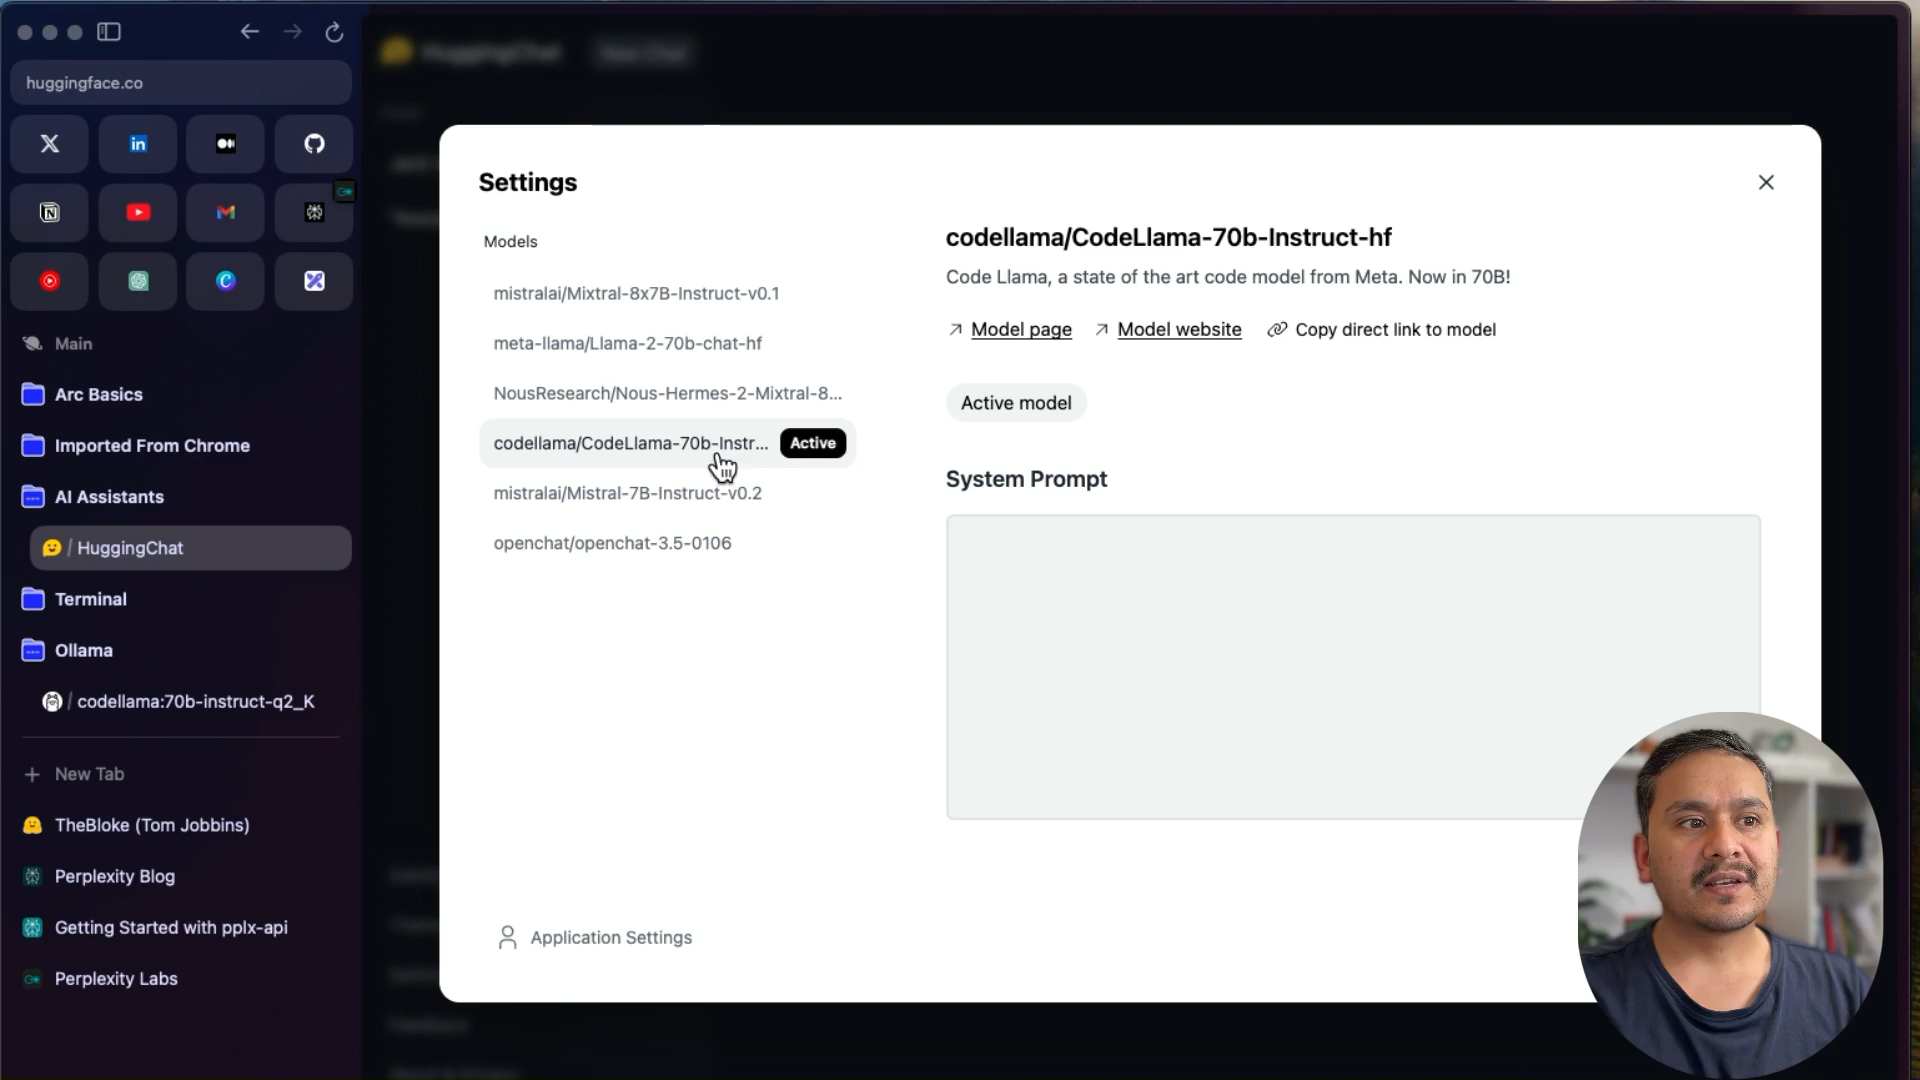 huggingface.co
Main
Arc Basics
Imported From Chrome
AI Assistants
/ HuggingChat
Terminal
Ollama
/ codellama:70b-instruct-q2_K
+ New Tab
TheBloke (Tom Jobbins)
Perplexity Blog
Getting Started with pplx-api
Perplexity Labs
HuggingChat
New Chat
Settings
Models
mistralai/Mixtral-8x7B-Instruct-v0.1
meta-llama/Llama-2-70b-chat-hf
NousResearch/Nous-Hermes-2-Mixtral-8...
codellama/CodeLlama-70b-Instr... Active
mistralai/Mistral-7B-Instruct-v0.2
openchat/openchat-3.5-0106
Application Settings
codellama/CodeLlama-70b-Instruct-hf
Code Llama, a state of the art code model from Meta. Now in 70B!
Model page Model website Copy direct link to model
Active model
System Prompt